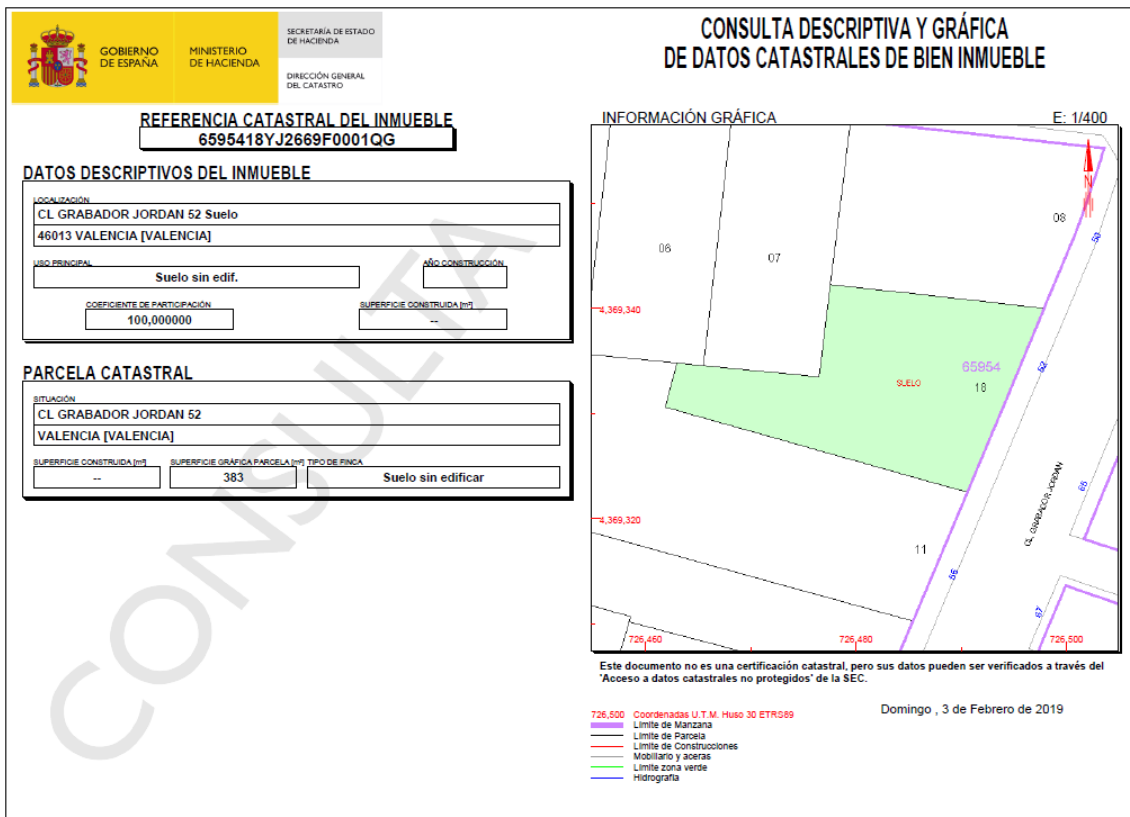 GOBIERNO
DE ESPAÑA
MINISTERIO
DE HACIENDA
SECRETARÍA DE ESTADO
DE HACIENDA
DIRECCIÓN GENERAL
DEL CATASTRO
CONSULTA DESCRIPTIVA Y GRÁFICA
DE DATOS CATASTRALES DE BIEN INMUEBLE
REFERENCIA CATASTRAL DEL INMUEBLE
6595418YJ2669F0001QG
DATOS DESCRIPTIVOS DEL INMUEBLE
LOCALIZACIÓN
CL GRABADOR JORDAN 52 Suelo
46013 VALENCIA [VALENCIA]
USO PRINCIPAL
Suelo sin edif.
AÑO CONSTRUCCIÓN
COEFICIENTE DE PARTICIPACIÓN
100,000000
SUPERFICIE CONSTRUIDA [m²]
--
PARCELA CATASTRAL
SITUACIÓN
CL GRABADOR JORDAN 52
VALENCIA [VALENCIA]
SUPERFICIE CONSTRUIDA [m²]
--
SUPERFICIE GRÁFICA PARCELA [m²]
383
TIPO DE FINCA
Suelo sin edificar
CONSULTA
INFORMACIÓN GRÁFICA E: 1/400
N
08
50
06
07
4,369,340
65954
52
SUELO
18
CL GRABADOR JORDAN
65
4,369,320
11
56
67
726,460 726,480 726,500
Este documento no es una certificación catastral, pero sus datos pueden ser verificados a través del
'Acceso a datos catastrales no protegidos' de la SEC.
726,500 Coordenadas U.T.M. Huso 30 ETRS89
Límite de Manzana
Límite de Parcela
Límite de Construcciones
Mobiliario y aceras
Límite zona verde
Hidrografía
Domingo , 3 de Febrero de 2019